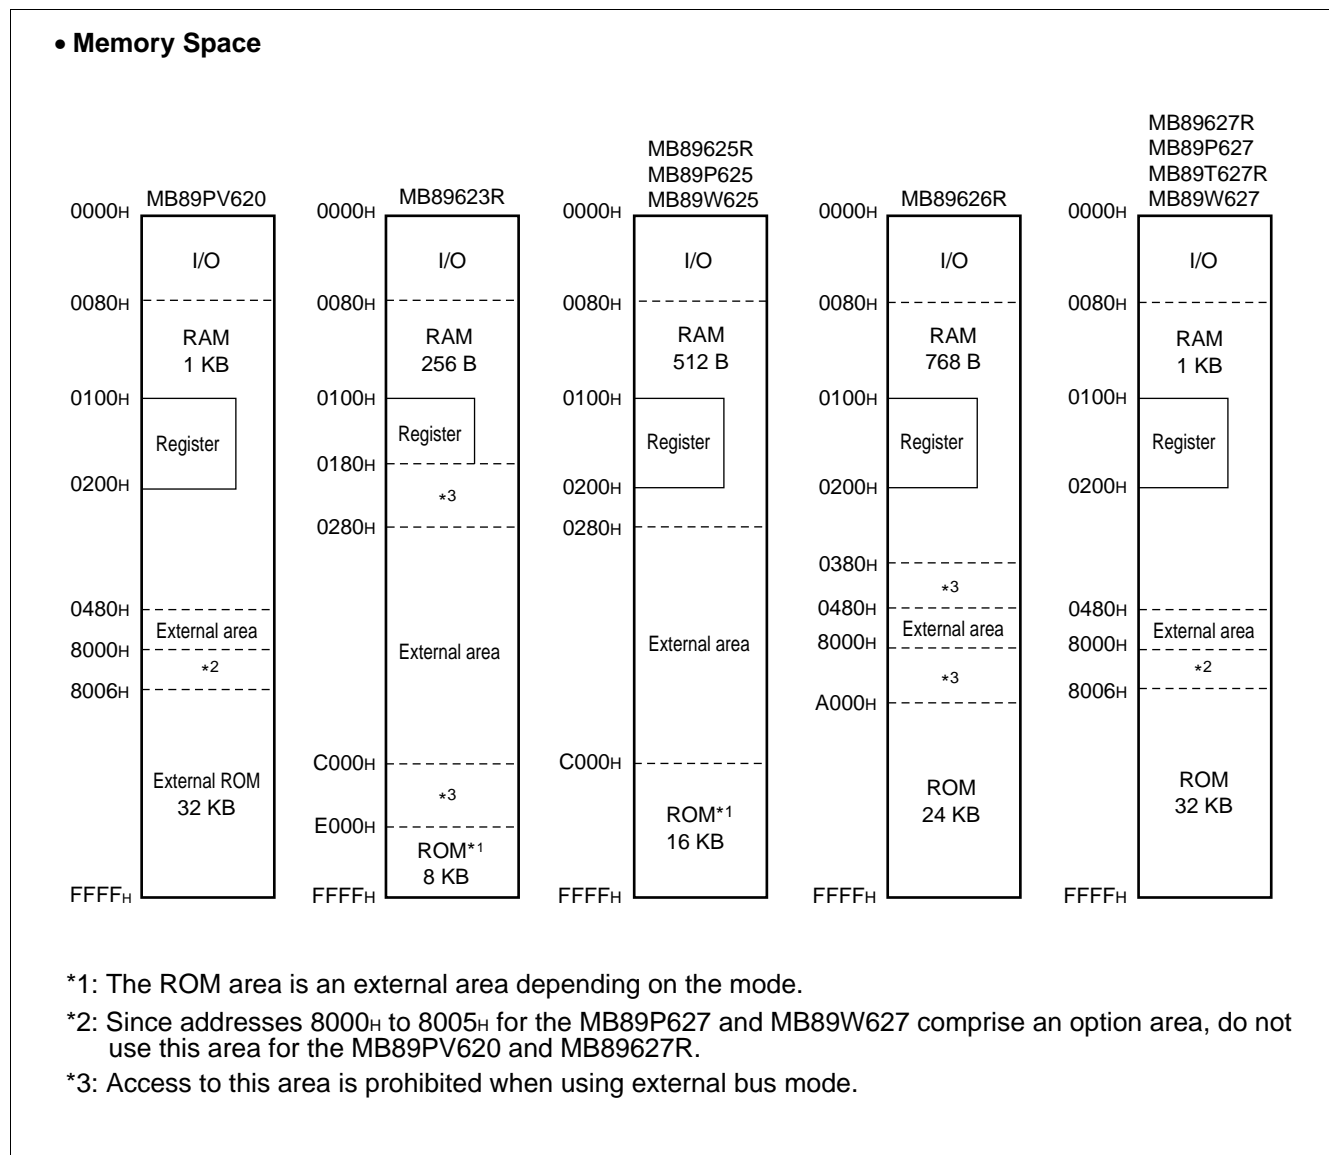 • Memory Space
MB89PV620
0000H
I/O
0080H
RAM
1 KB
0100H
Register
0200H
0480H
External area
8000H
*2
8006H
External ROM
32 KB
FFFFH
MB89623R
0000H
I/O
0080H
RAM
256 B
0100H
Register
0180H
*3
0280H
External area
C000H
*3
E000H
ROM*1
8 KB
FFFFH
MB89625R
MB89P625
MB89W625
0000H
I/O
0080H
RAM
512 B
0100H
Register
0200H
0280H
External area
C000H
ROM*1
16 KB
FFFFH
MB89626R
0000H
I/O
0080H
RAM
768 B
0100H
Register
0200H
0380H
*3
0480H
External area
8000H
*3
A000H
ROM
24 KB
FFFFH
MB89627R
MB89P627
MB89T627R
MB89W627
0000H
I/O
0080H
RAM
1 KB
0100H
Register
0200H
0480H
External area
8000H
*2
8006H
ROM
32 KB
FFFFH
*1: The ROM area is an external area depending on the mode.
*2: Since addresses 8000H to 8005H for the MB89P627 and MB89W627 comprise an option area, do not
use this area for the MB89PV620 and MB89627R.
*3: Access to this area is prohibited when using external bus mode.